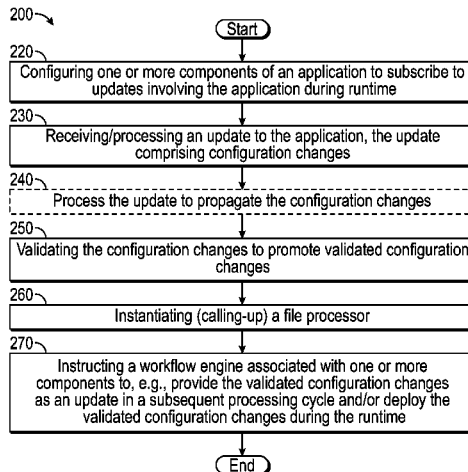 200
Start
220
Configuring one or more components of an application to subscribe to
updates involving the application during runtime
230
Receiving/processing an update to the application, the update
comprising configuration changes
240
Process the update to propagate the configuration changes
250
Validating the configuration changes to promote validated configuration
changes
260
Instantiating (calling-up) a file processor
270
Instructing a workflow engine associated with one or more
components to, e.g., provide the validated configuration changes
as an update in a subsequent processing cycle and/or deploy the
validated configuration changes during the runtime
End